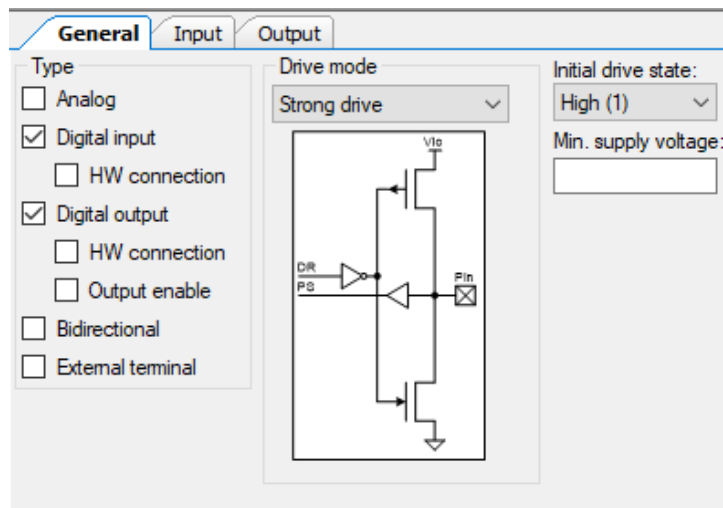 General Input Output
Type
Analog
Digital input
HW connection
Digital output
HW connection
Output enable
Bidirectional
External terminal
Drive mode
Strong drive
Vio
DR
PS
Pin
Initial drive state:
High (1)
Min. supply voltage: